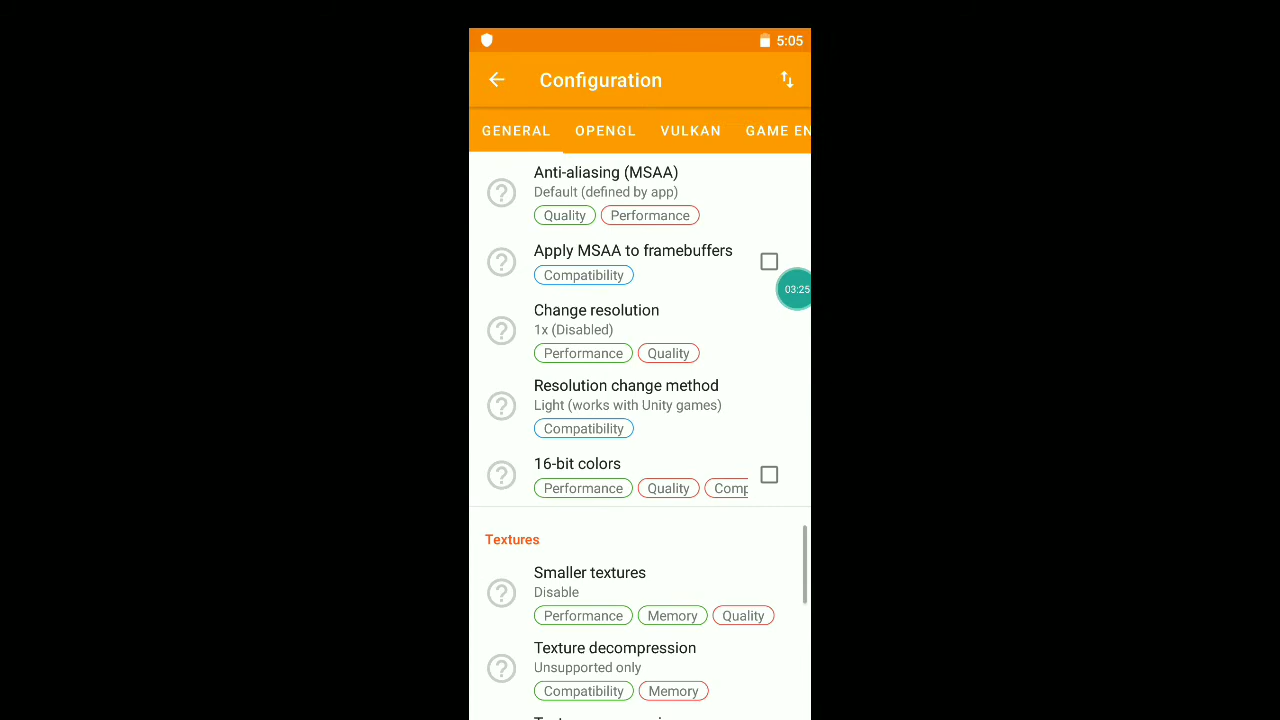 5:05
Configuration
GENERAL OPENGL VULKAN GAME EN
Anti-aliasing (MSAA)
Default (defined by app)
Quality Performance
Apply MSAA to framebuffers
Compatibility
03:25
Change resolution
1x (Disabled)
Performance Quality
Resolution change method
Light (works with Unity games)
Compatibility
16-bit colors
Performance Quality Comp
Textures
Smaller textures
Disable
Performance Memory Quality
Texture decompression
Unsupported only
Compatibility Memory